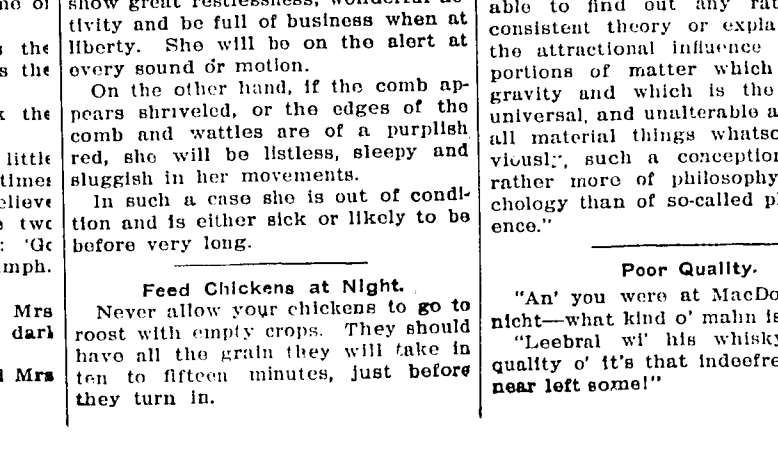 show great restlessness,
tivity and be full of business when at
liberty. She will be on the alert at
every sound or motion.
On the other hand, if the comb ap-
pears shriveled, or the edges of the
comb and wattles are of a purplish
red, she will be listless, sleepy and
sluggish in her movements.
In such a case she is out of condi-
tion and is either sick or likely to be
before very long.
Feed Chickens at Night.
Never allow your chickens to go to
roost with empty crops. They should
have all the grain they will take in
ten to fifteen minutes, just before
they turn in.
able to find out any
consistent theory or
the attractional influence
portions of matter which
gravity and which is the
universal, and unalterable a
all material things
viously, such a conception
rather more of philosophy
chology than of so-called
ence."
Poor Quality.
"An' you were at
nicht—what kind o' mahn is
"Leebral wi' his whisky
quality o' it's that
near left some!"
the
the
the
little
times
two
'Go
Mrs
Mrs